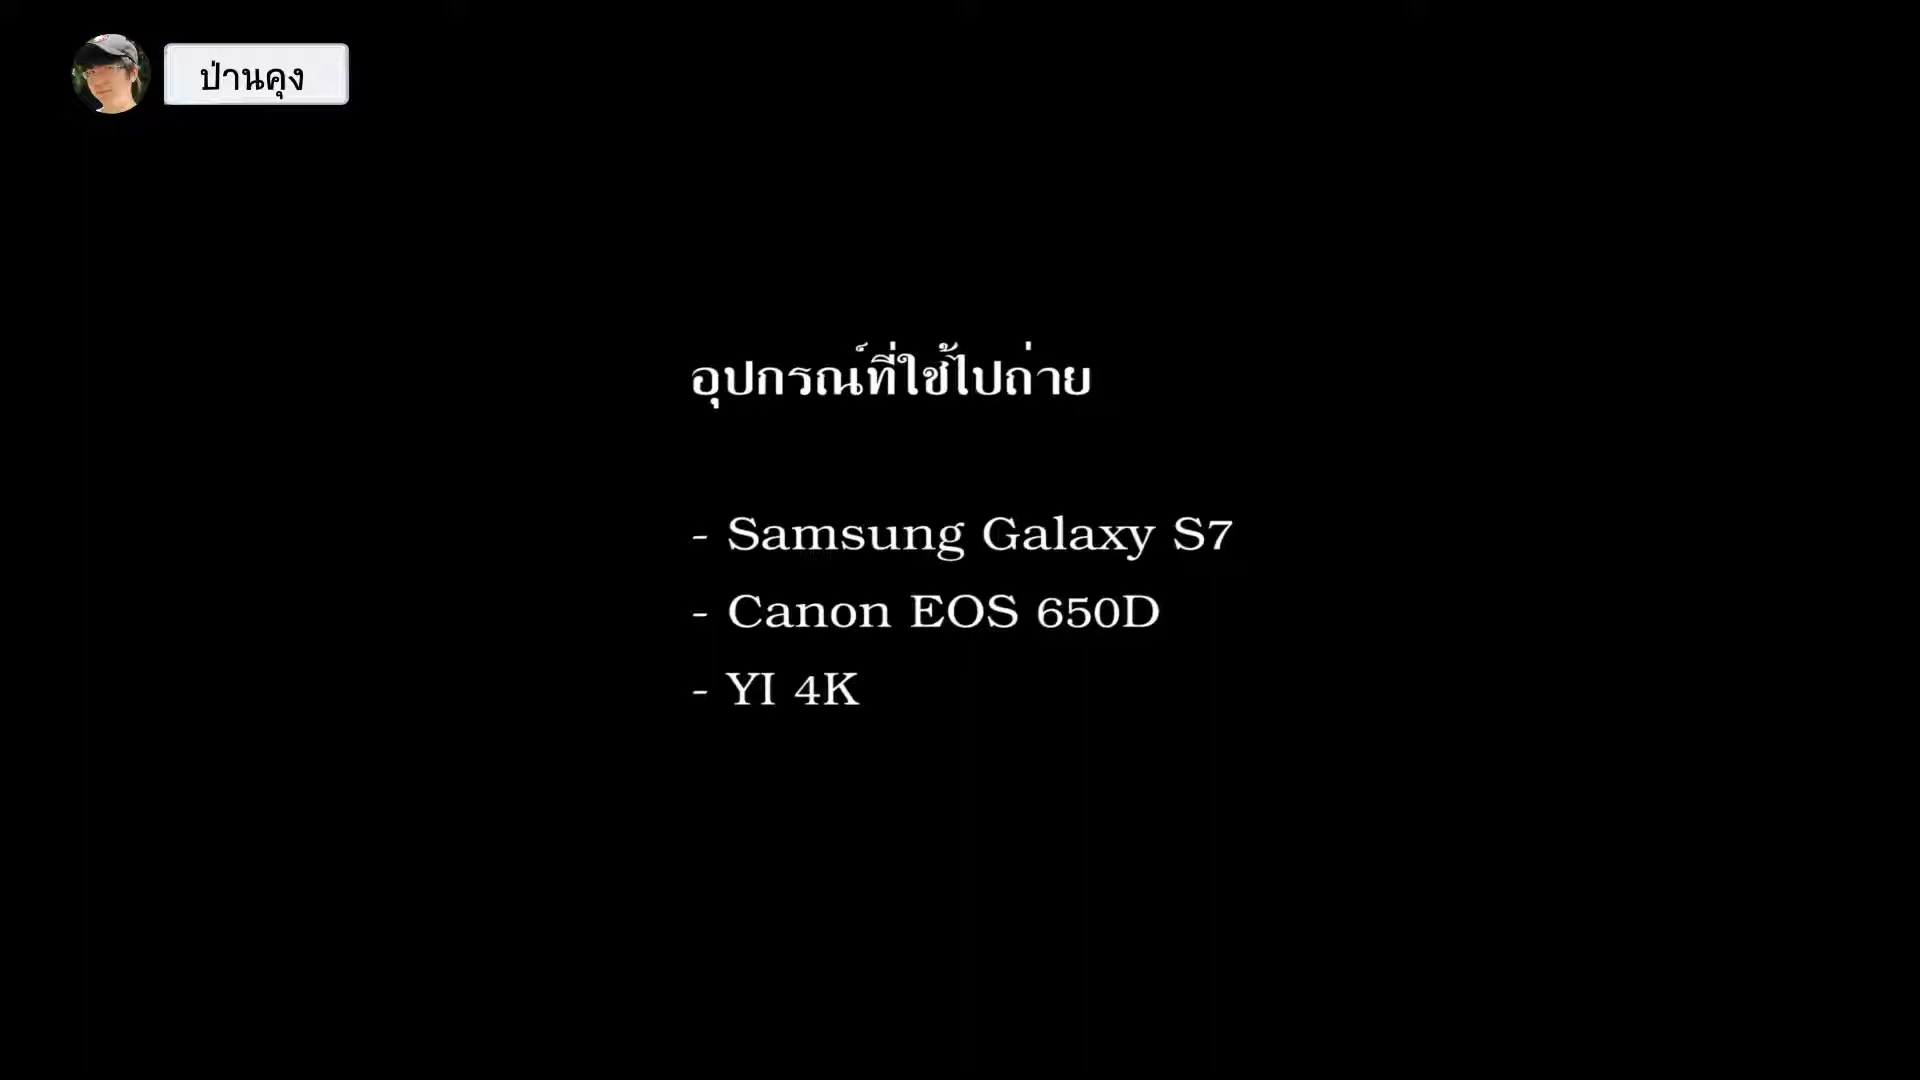 ป่านคุง
อุปกรณ์ที่ใช้ไปถ่าย
- Samsung Galaxy S7
- Canon EOS 650D
- YI 4K